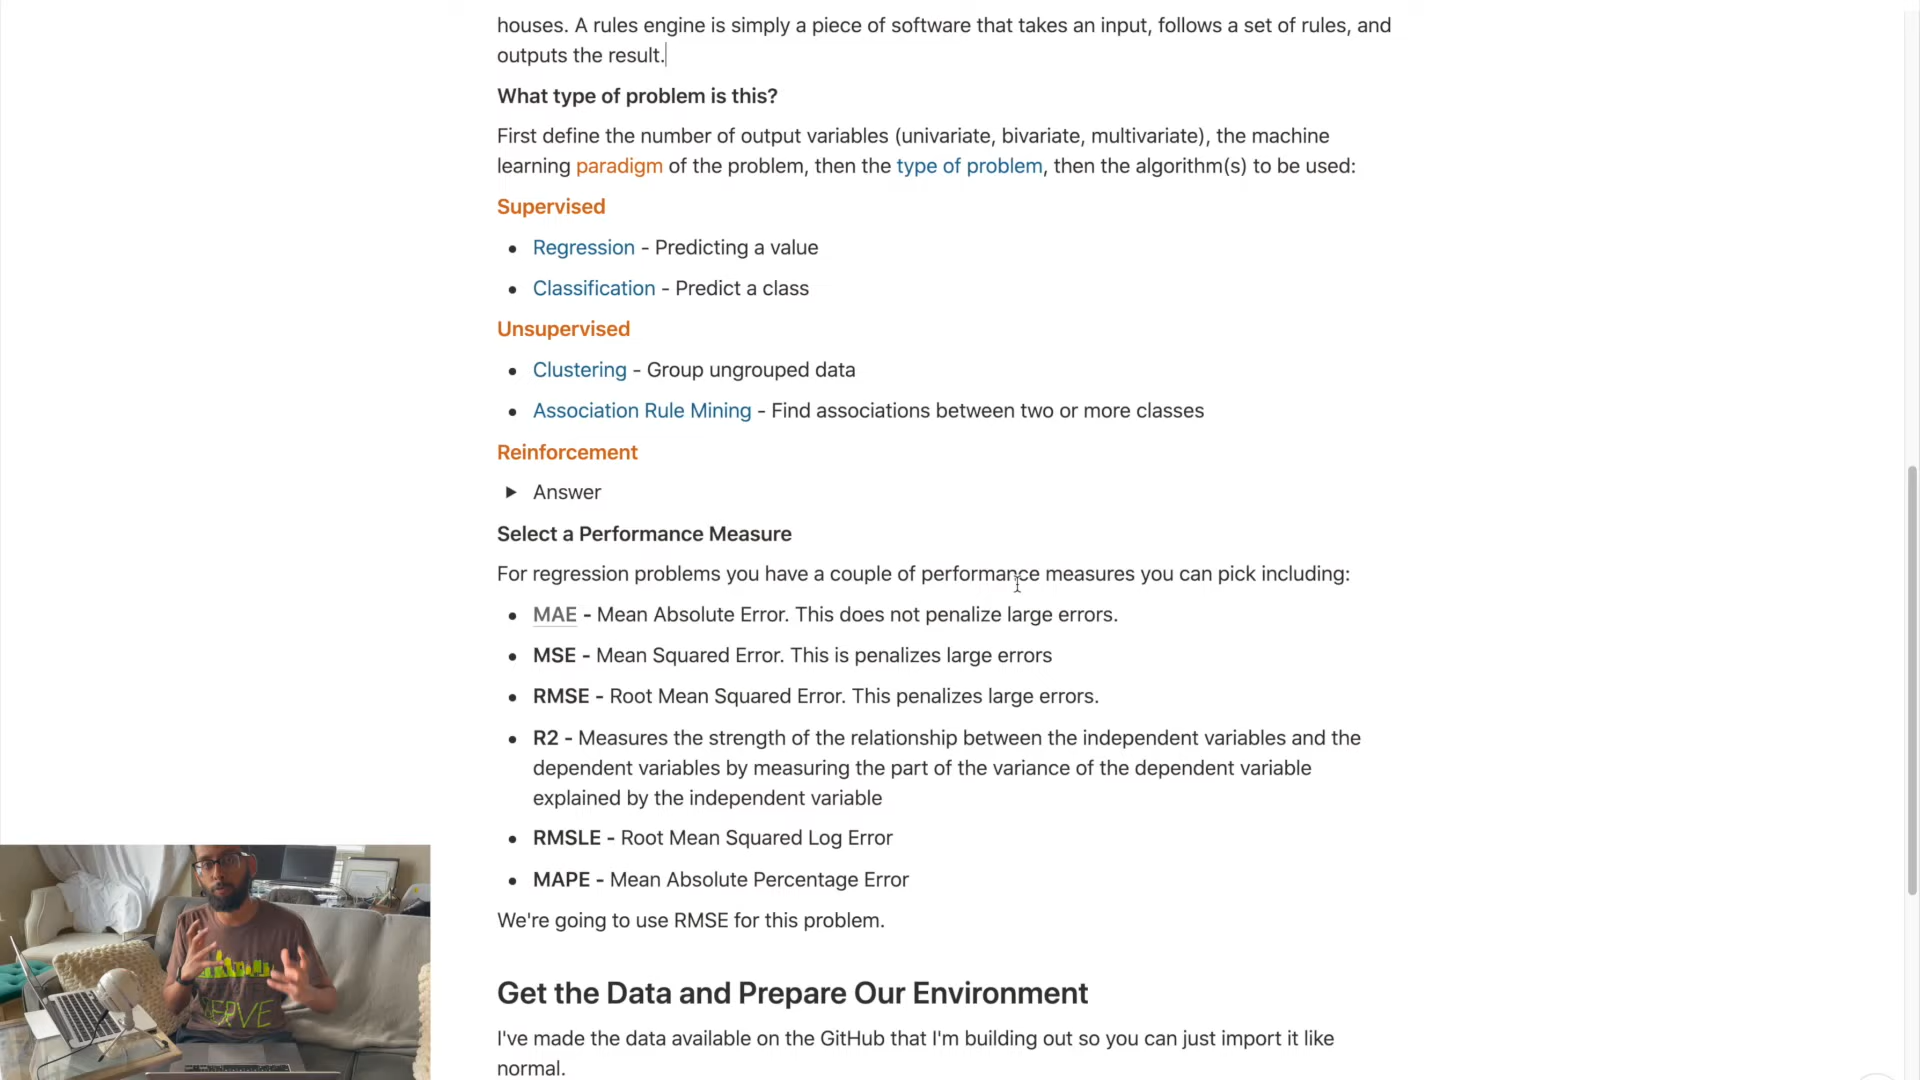 houses. A rules engine is simply a piece of software that takes an input, follows a set of rules, and
outputs the result.
What type of problem is this?
First define the number of output variables (univariate, bivariate, multivariate), the machine
learning paradigm of the problem, then the type of problem, then the algorithm(s) to be used:
Supervised
• Regression - Predicting a value
• Classification - Predict a class
Unsupervised
• Clustering - Group ungrouped data
• Association Rule Mining - Find associations between two or more classes
Reinforcement
▶ Answer
Select a Performance Measure
For regression problems you have a couple of performance measures you can pick including:
• MAE - Mean Absolute Error. This does not penalize large errors.
• MSE - Mean Squared Error. This is penalizes large errors
• RMSE - Root Mean Squared Error. This penalizes large errors.
• R2 - Measures the strength of the relationship between the independent variables and the
dependent variables by measuring the part of the variance of the dependent variable
explained by the independent variable
• RMSLE - Root Mean Squared Log Error
• MAPE - Mean Absolute Percentage Error
We're going to use RMSE for this problem.
Get the Data and Prepare Our Environment
I've made the data available on the GitHub that I'm building out so you can just import it like
normal.